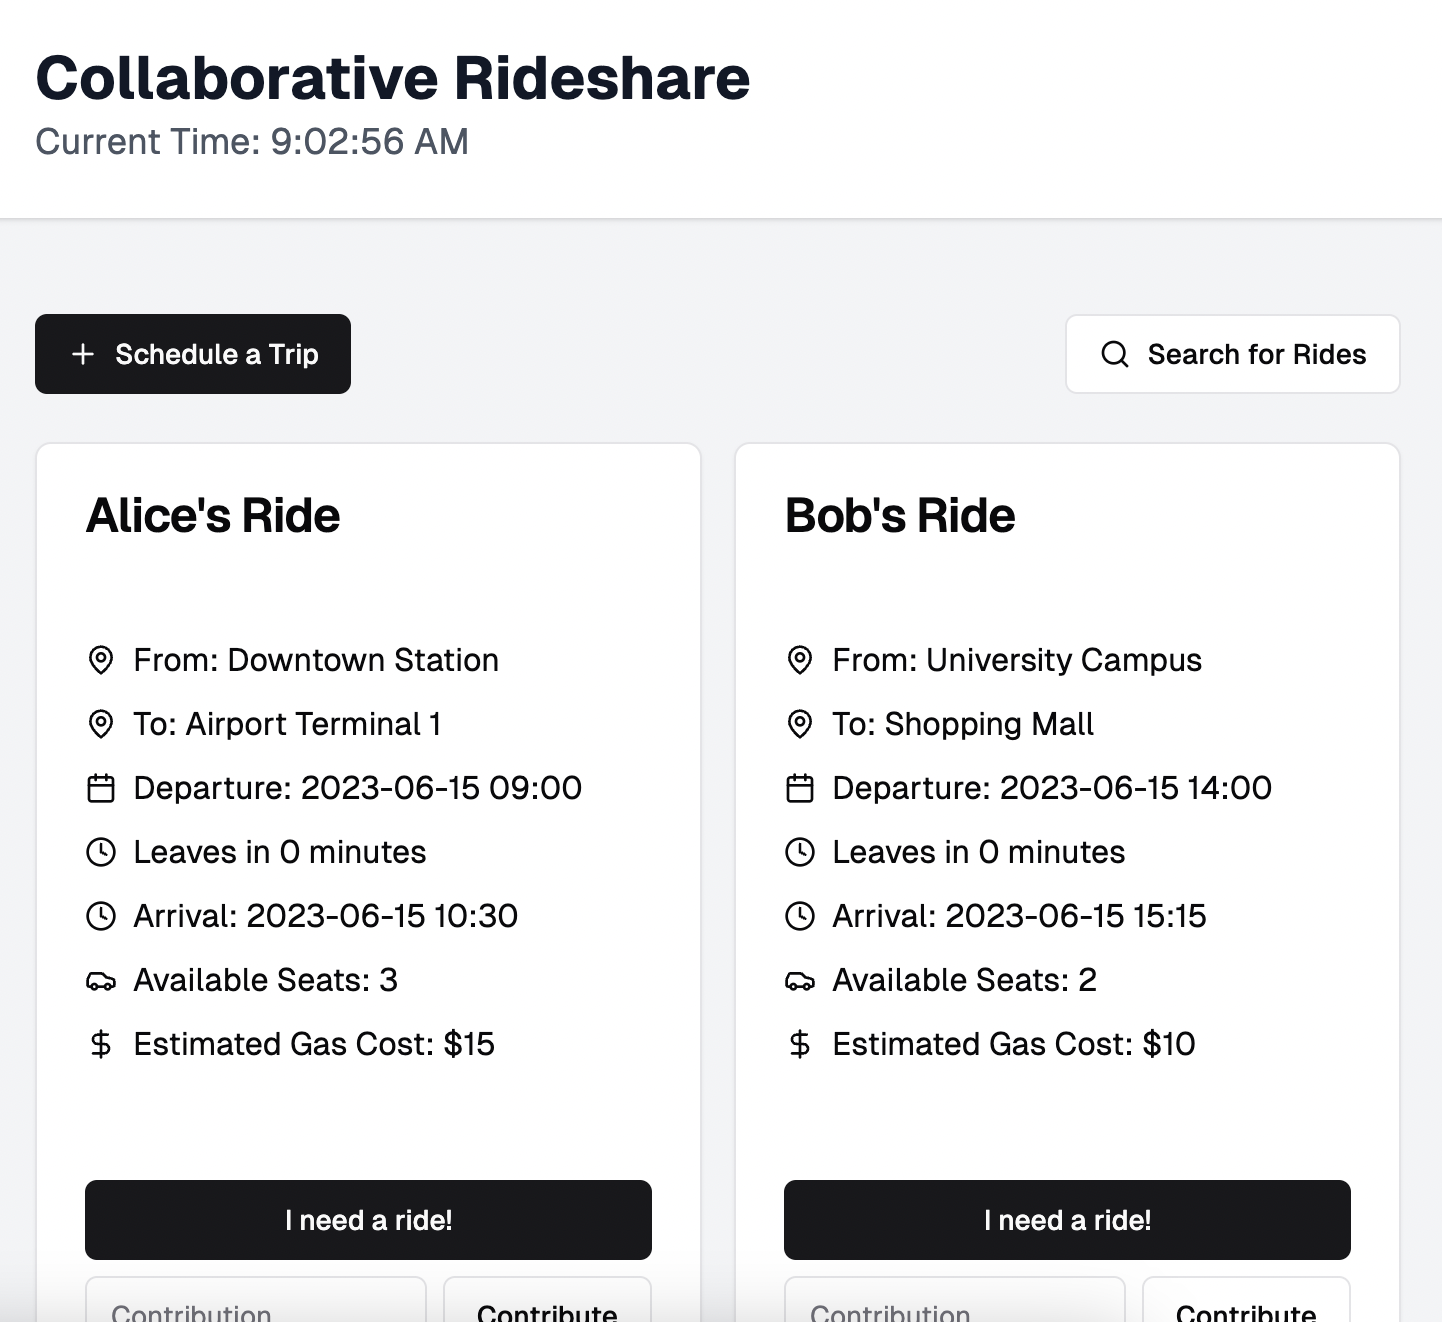 Collaborative Rideshare
Current Time: 9:02:56 AM
Schedule a Trip
Search for Rides
Alice's Ride
From: Downtown Station
To: Airport Terminal 1
Departure: 2023-06-15 09:00
Leaves in 0 minutes
Arrival: 2023-06-15 10:30
Available Seats: 3
Estimated Gas Cost: $15
I need a ride!
Contribution
Contribute
Bob's Ride
From: University Campus
To: Shopping Mall
Departure: 2023-06-15 14:00
Leaves in 0 minutes
Arrival: 2023-06-15 15:15
Available Seats: 2
Estimated Gas Cost: $10
I need a ride!
Contribution
Contribute